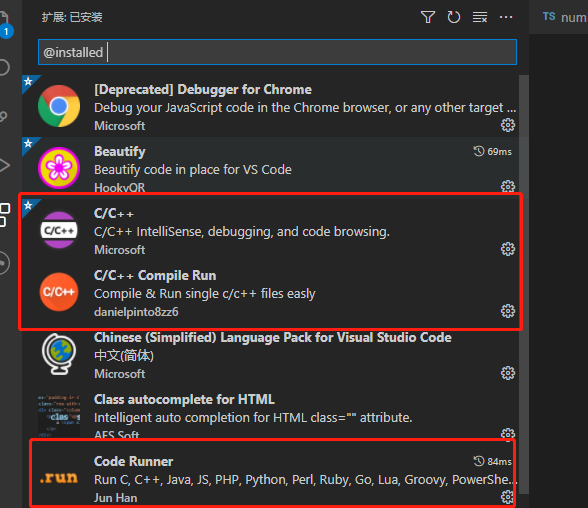 扩展: 已安装
TS num
1
@installed
[Deprecated] Debugger for Chrome
Debug your JavaScript code in the Chrome browser, or any other target ...
Microsoft
Beautify
69ms
Beautify code in place for VS Code
HookyQR
C/C++
C/C++
C/C++ IntelliSense, debugging, and code browsing.
Microsoft
C/C++
C/C++ Compile Run
Compile & Run single c/c++ files easly
danielpinto8zz6
Chinese (Simplified) Language Pack for Visual Studio Code
中文(简体)
Microsoft
Class autocomplete for HTML
Intelligent auto completion for HTML class="" attribute.
AES Soft
.run
Code Runner
84ms
Run C, C++, Java, JS, PHP, Python, Perl, Ruby, Go, Lua, Groovy, PowerShe...
Jun Han